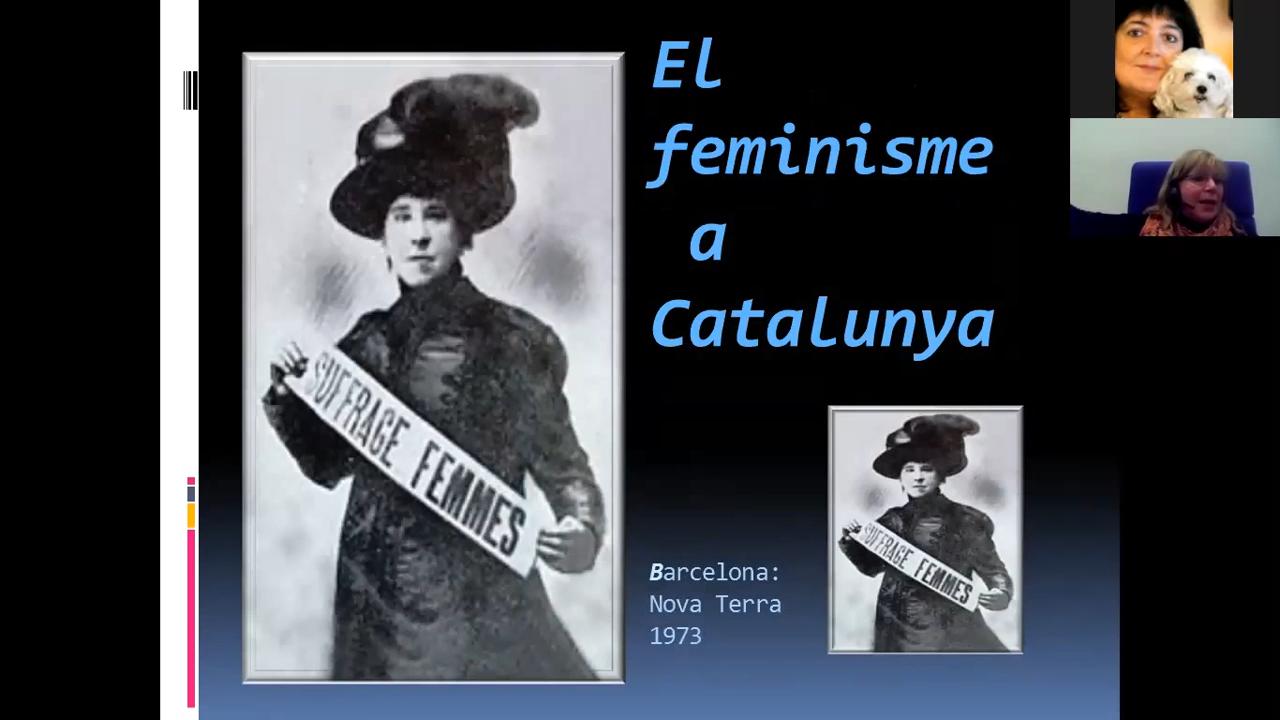 El
feminisme
a
Catalunya
SUFFRAGE FEMMES
Barcelona:
Nova Terra
1973
SUFFRAGE FEMMES